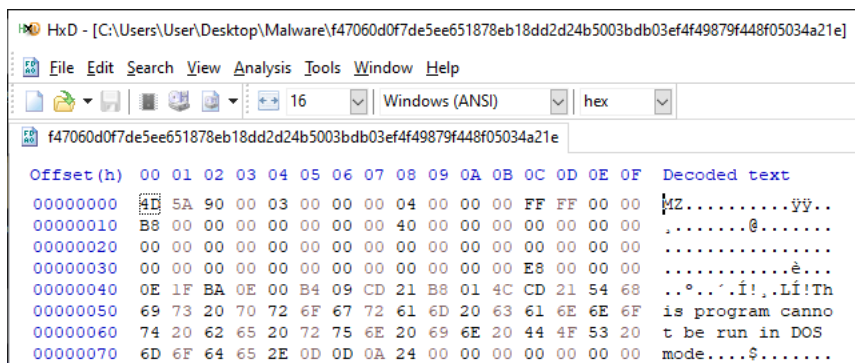 HxD - [C:\Users\User\Desktop\Malware\f47060d0f7de5ee651878eb18dd2d24b5003bdb03ef4f49879f448f05034a21e]
File Edit Search View Analysis Tools Window Help
16 Windows (ANSI) hex
f47060d0f7de5ee651878eb18dd2d24b5003bdb03ef4f49879f448f05034a21e
Offset(h) 00 01 02 03 04 05 06 07 08 09 0A 0B 0C 0D 0E 0F Decoded text
00000000 4D 5A 90 00 03 00 00 00 04 00 00 00 FF FF 00 00 MZ..........ÿÿ..
00000010 B8 00 00 00 00 00 00 00 40 00 00 00 00 00 00 00 ¸.......@.......
00000020 00 00 00 00 00 00 00 00 00 00 00 00 00 00 00 00 ................
00000030 00 00 00 00 00 00 00 00 00 00 00 00 E8 00 00 00 ............è...
00000040 0E 1F BA 0E 00 B4 09 CD 21 B8 01 4C CD 21 54 68 ..º..´.Í!¸.LÍ!Th
00000050 69 73 20 70 72 6F 67 72 61 6D 20 63 61 6E 6E 6F is program canno
00000060 74 20 62 65 20 72 75 6E 20 69 6E 20 44 4F 53 20 t be run in DOS
00000070 6D 6F 64 65 2E 0D 0D 0A 24 00 00 00 00 00 00 00 mode....$.......